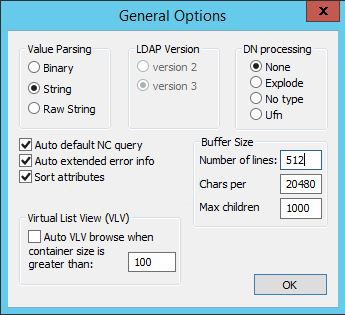 General Options
Value Parsing
Binary
String
Raw String
LDAP Version
version 2
version 3
DN processing
None
Explode
No type
Ufn
Auto default NC query
Auto extended error info
Sort attributes
Buffer Size
Number of lines: 512
Chars per 20480
Max children 1000
Virtual List View (VLV)
Auto VLV browse when
container size is
greater than: 100
OK